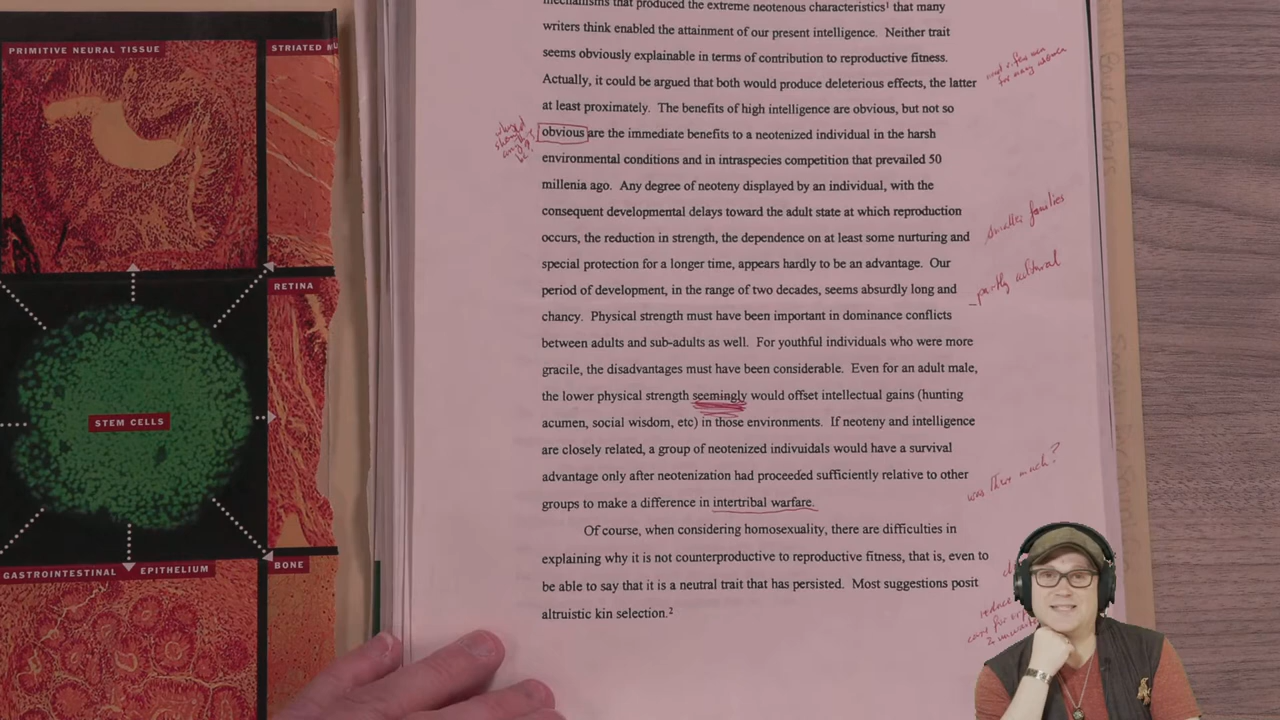 PRIMITIVE NEURAL TISSUE
STRIATED
RETINA
STEM CELLS
GASTROINTESTINAL EPITHELIUM
BONE
mechanisms that produced the extreme neotenous characteristics¹ that many
writers think enabled the attainment of our present intelligence. Neither trait
seems obviously explainable in terms of contribution to reproductive fitness.
Actually, it could be argued that both would produce deleterious effects, the latter
at least proximately. The benefits of high intelligence are obvious, but not so
obvious are the immediate benefits to a neotenized individual in the harsh
environmental conditions and in intraspecies competition that prevailed 50
millenia ago. Any degree of neoteny displayed by an individual, with the
consequent developmental delays toward the adult state at which reproduction
occurs, the reduction in strength, the dependence on at least some nurturing and
special protection for a longer time, appears hardly to be an advantage. Our
period of development, in the range of two decades, seems absurdly long and
chancy. Physical strength must have been important in dominance conflicts
between adults and sub-adults as well. For youthful individuals who were more
gracile, the disadvantages must have been considerable. Even for an adult male,
the lower physical strength seemingly would offset intellectual gains (hunting
acumen, social wisdom, etc) in those environments. If neoteny and intelligence
are closely related, a group of neotenized indivuidals would have a survival
advantage only after neotenization had proceeded sufficiently relative to other
groups to make a difference in intertribal warfare.
Of course, when considering homosexuality, there are difficulties in
explaining why it is not counterproductive to reproductive fitness, that is, even to
be able to say that it is a neutral trait that has persisted. Most suggestions posit
altruistic kin selection.²
smaller families
partly cultural
was there much?
reduce
care for